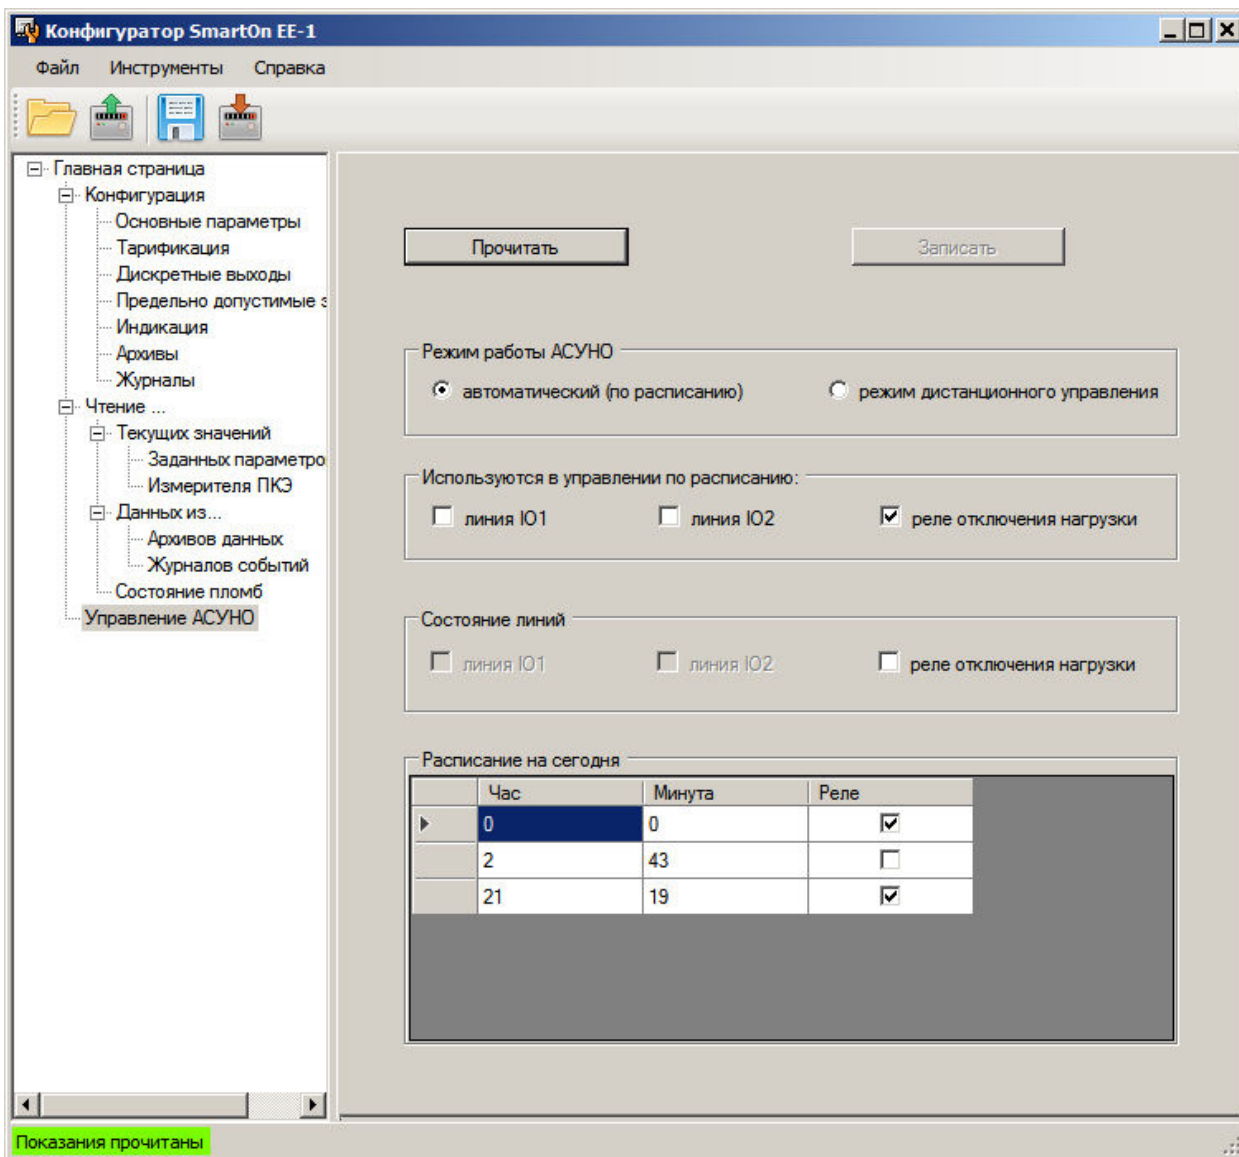 Конфигуратор SmartOn EE-1
Файл Инструменты Справка
Главная страница
Конфигурация
Основные параметры
Тарификация
Дискретные выходы
Предельно допустимые з
Индикация
Архивы
Журналы
Чтение ...
Текущих значений
Заданных параметро
Измерителя ПКЭ
Данных из...
Архивов данных
Журналов событий
Состояние пломб
Управление АСУНО
Прочитать Записать
Режим работы АСУНО
автоматический (по расписанию) режим дистанционного управления
Используются в управлении по расписанию:
линия IO1 линия IO2 реле отключения нагрузки
Состояние линий
линия IO1 линия IO2 реле отключения нагрузки
Расписание на сегодня
Час Минута Реле
0 0
2 43
21 19
Показания прочитаны